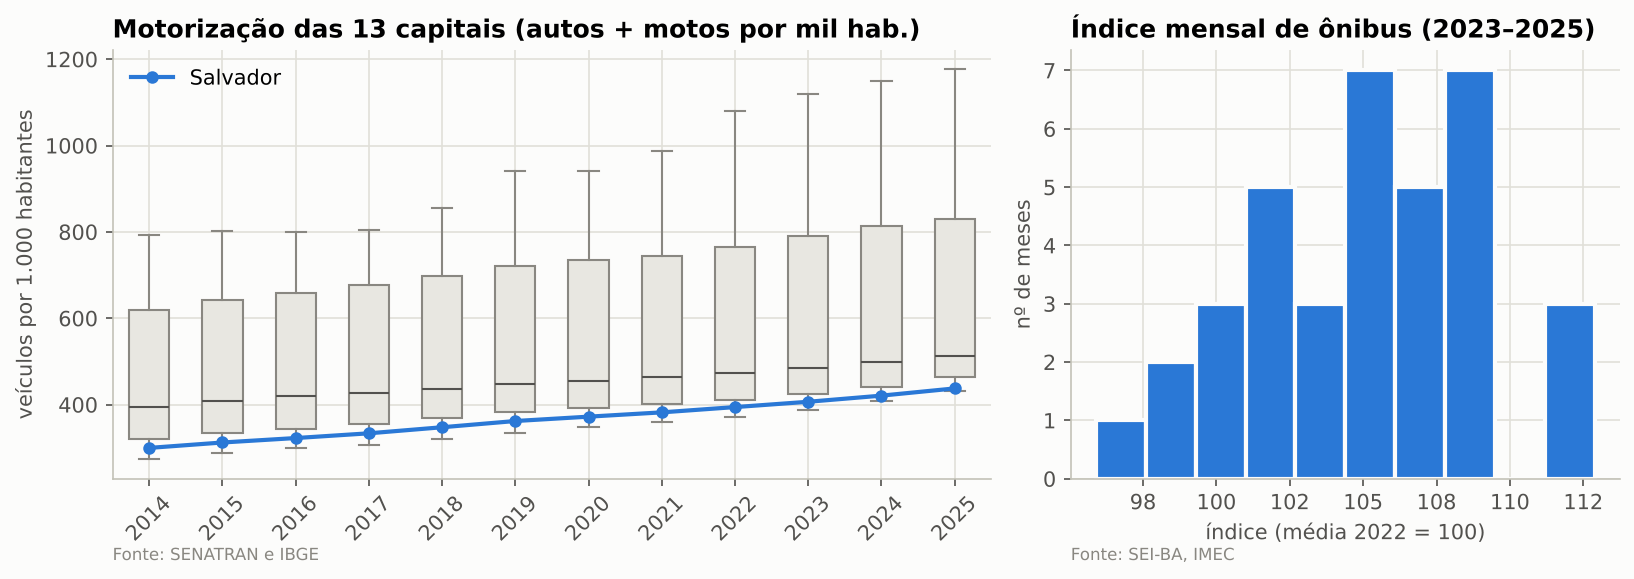 Motorização das 13 capitais (autos + motos por mil hab.)
veículos por 1.000 habitantes
1200
1000
800
600
400
Salvador
2014 2015 2016 2017 2018 2019 2020 2021 2022 2023 2024 2025
Fonte: SENATRAN e IBGE
Índice mensal de ônibus (2023–2025)
nº de meses
7
6
5
4
3
2
1
0
98 100 102 105 108 110 112
índice (média 2022 = 100)
Fonte: SEI-BA, IMEC